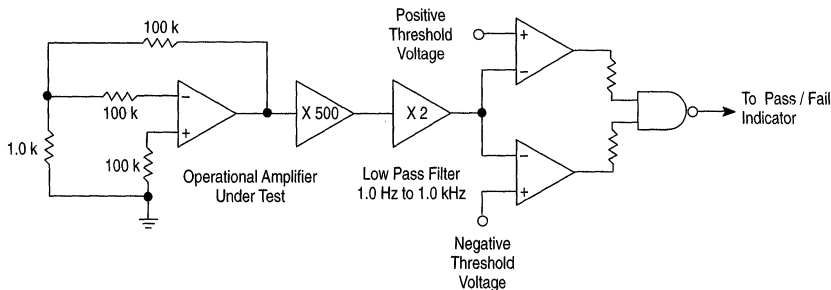 100 k
100 k
1.0 k
100 k
−
+
Operational Amplifier
Under Test
X 500
X 2
Low Pass Filter
1.0 Hz to 1.0 kHz
Positive
Threshold
Voltage
+
−
−
+
Negative
Threshold
Voltage
To Pass / Fail
Indicator